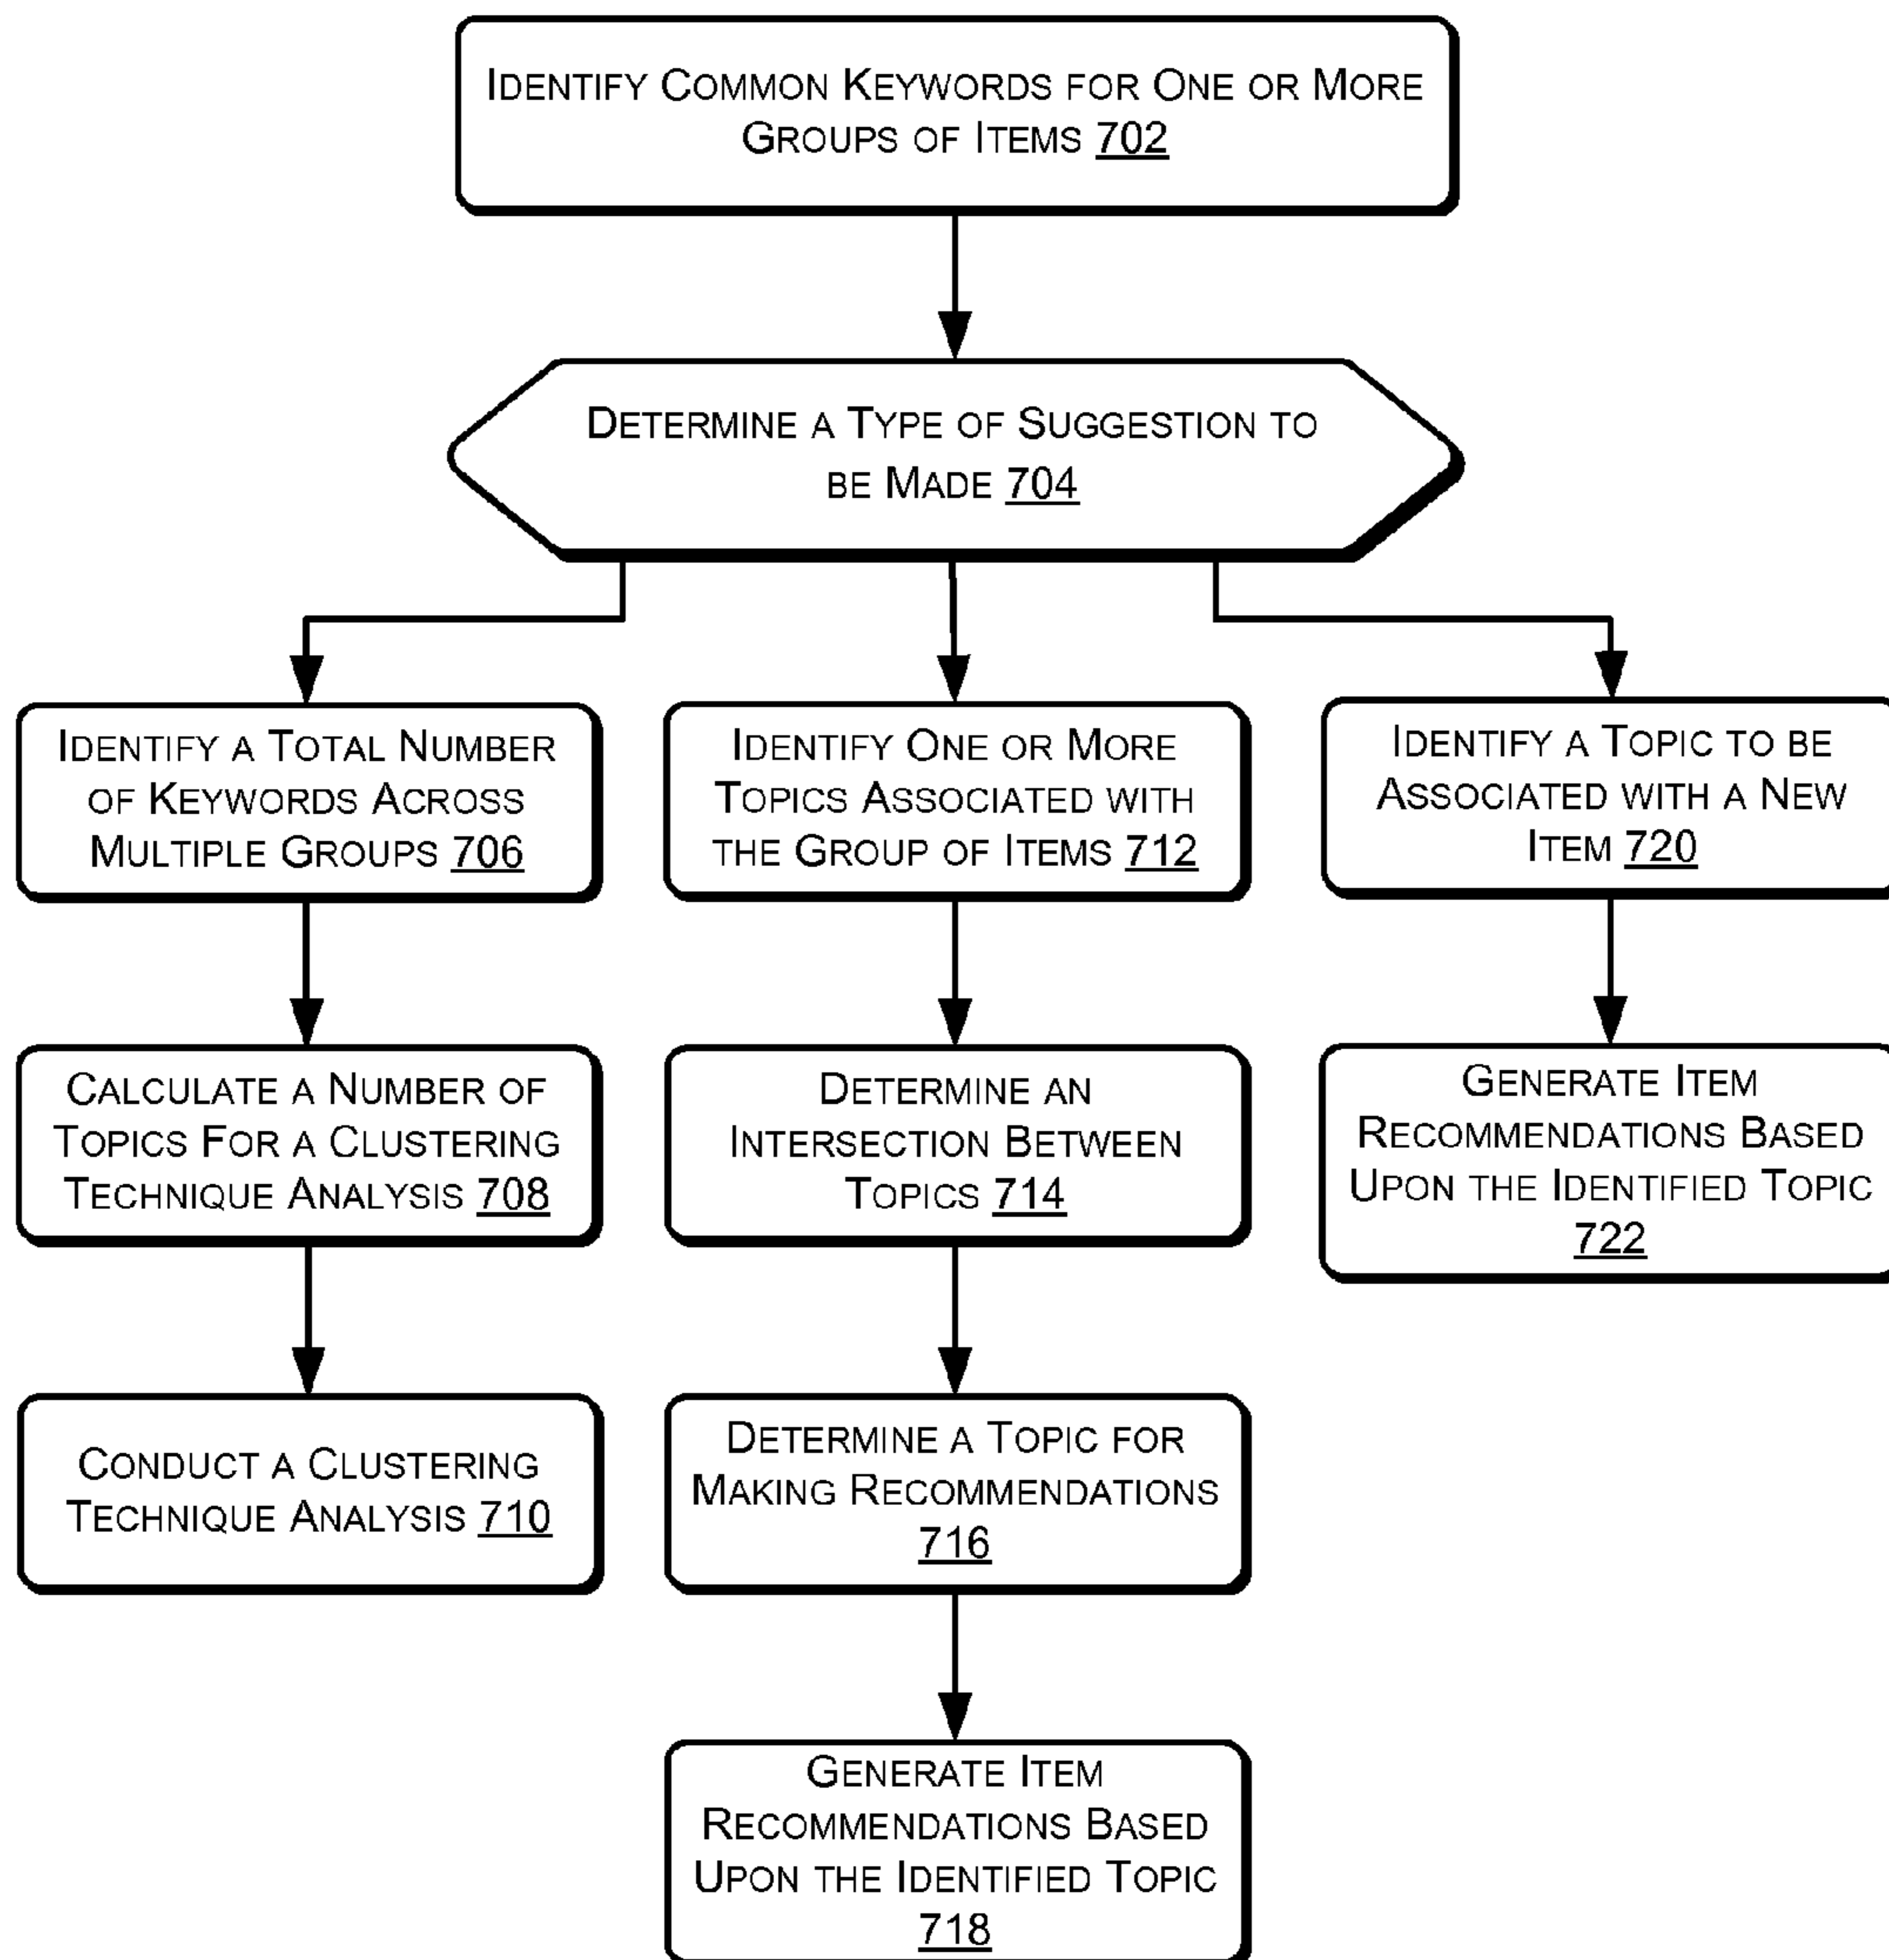 IDENTIFY COMMON KEYWORDS FOR ONE OR MORE
GROUPS OF ITEMS 702
DETERMINE A TYPE OF SUGGESTION TO
BE MADE 704
IDENTIFY A TOTAL NUMBER
OF KEYWORDS ACROSS
MULTIPLE GROUPS 706
CALCULATE A NUMBER OF
TOPICS FOR A CLUSTERING
TECHNIQUE ANALYSIS 708
CONDUCT A CLUSTERING
TECHNIQUE ANALYSIS 710
IDENTIFY ONE OR MORE
TOPICS ASSOCIATED WITH
THE GROUP OF ITEMS 712
DETERMINE AN
INTERSECTION BETWEEN
TOPICS 714
DETERMINE A TOPIC FOR
MAKING RECOMMENDATIONS
716
GENERATE ITEM
RECOMMENDATIONS BASED
UPON THE IDENTIFIED TOPIC
718
IDENTIFY A TOPIC TO BE
ASSOCIATED WITH A NEW
ITEM 720
GENERATE ITEM
RECOMMENDATIONS BASED
UPON THE IDENTIFIED TOPIC
722